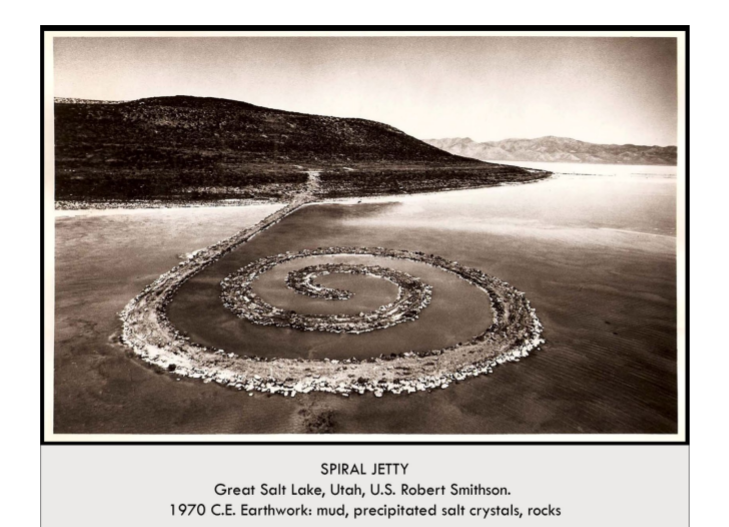 SPIRAL JETTY
Great Salt Lake, Utah, U.S. Robert Smithson.
1970 C.E. Earthwork: mud, precipitated salt crystals, rocks